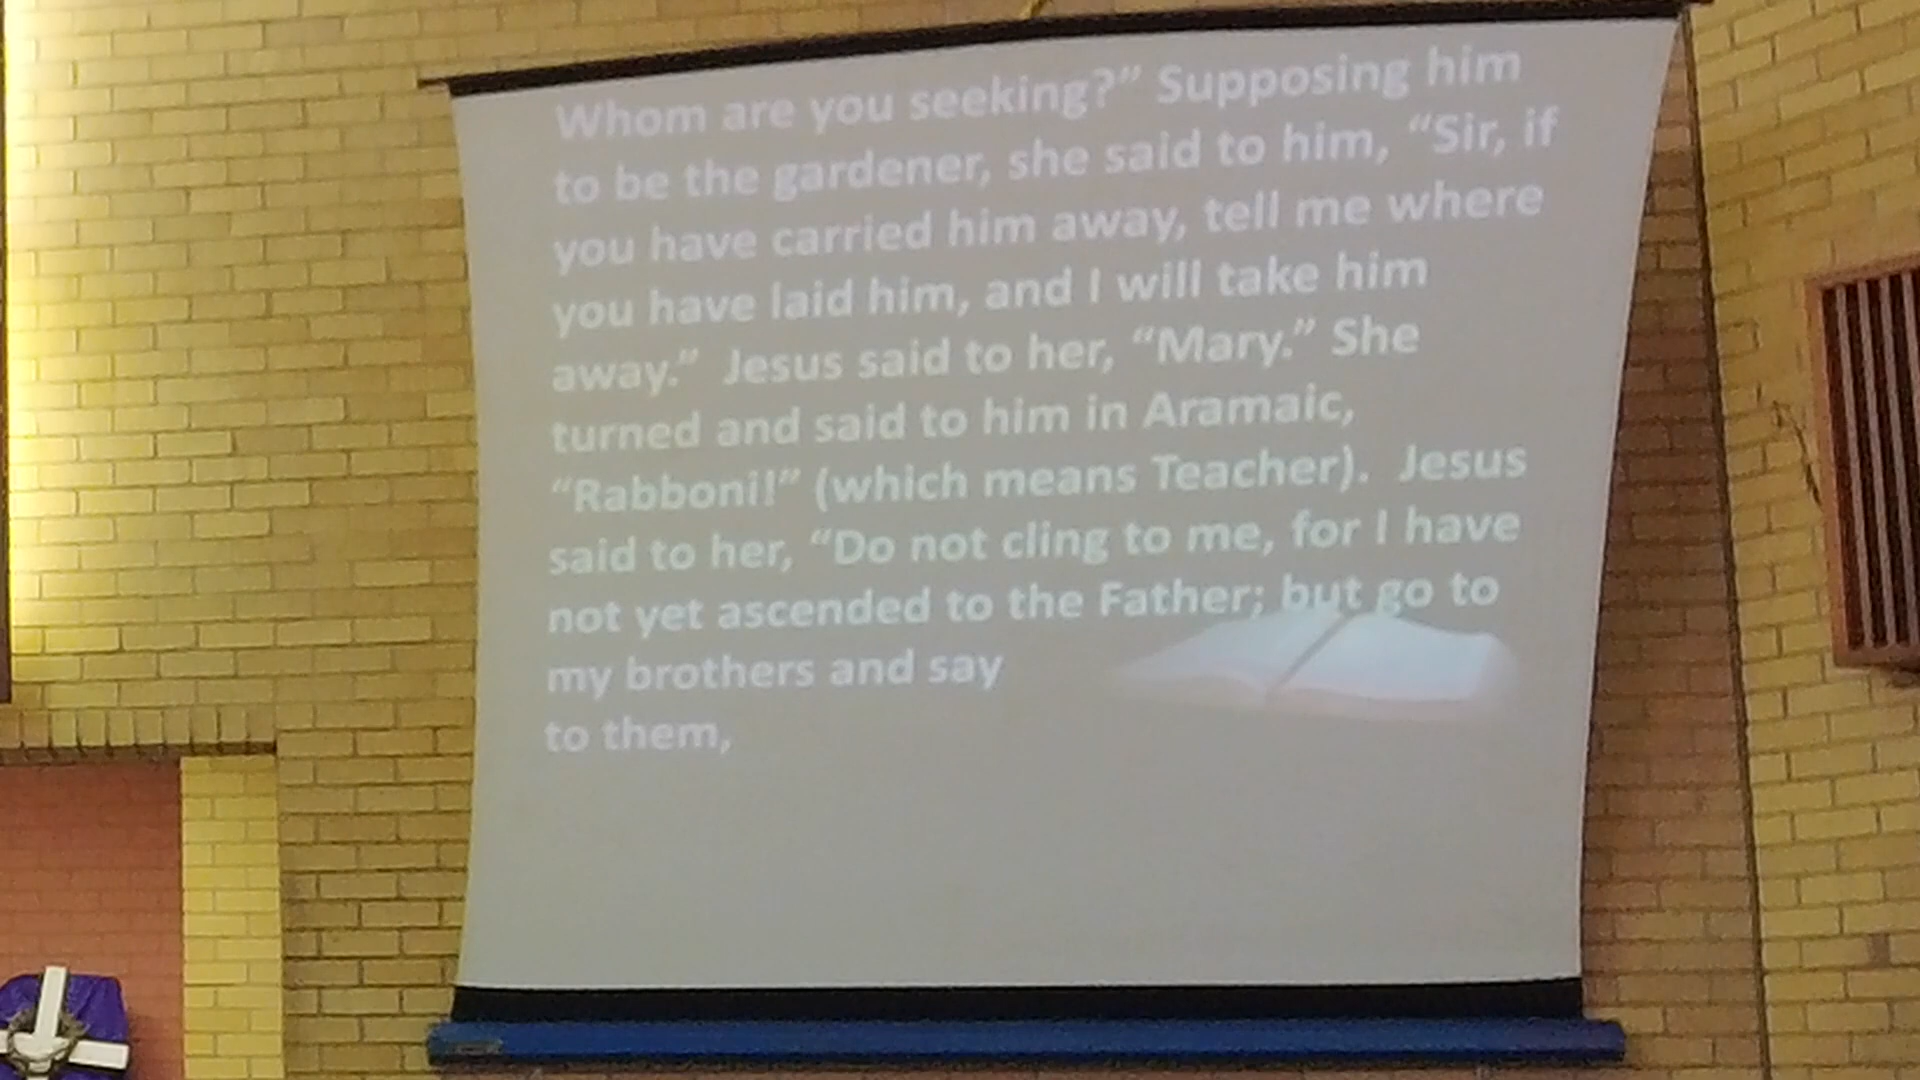 Whom are you seeking?” Supposing him
to be the gardener, she said to him, “Sir, if
you have carried him away, tell me where
you have laid him, and I will take him
away.”  Jesus said to her, “Mary.” She
turned and said to him in Aramaic,
“Rabboni!” (which means Teacher).  Jesus
said to her, “Do not cling to me, for I have
not yet ascended to the Father; but go to
my brothers and say
to them,